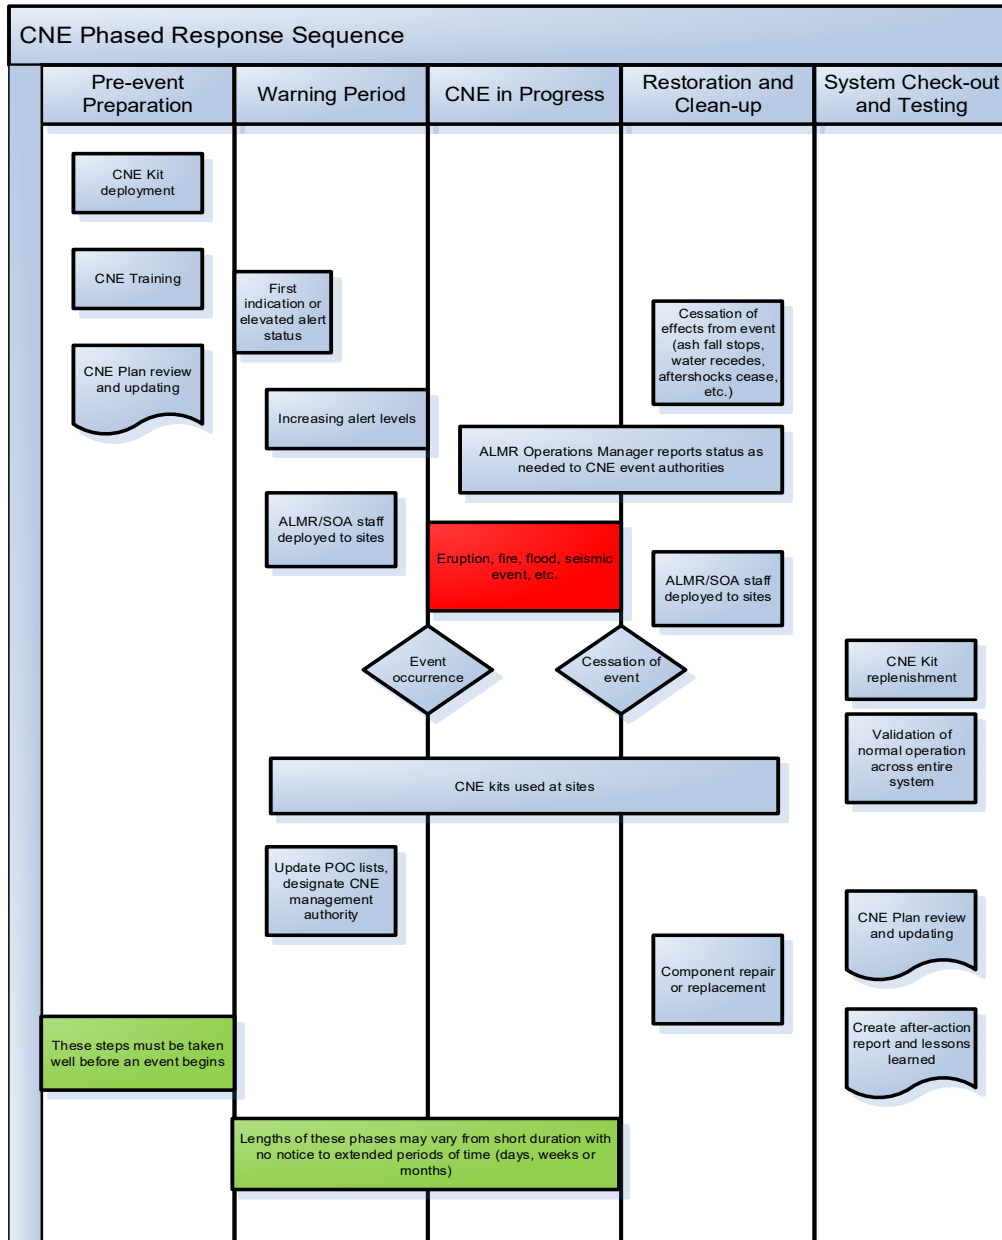 CNE Phased Response Sequence
Pre-event
Preparation
Warning Period
CNE in Progress
Restoration and
Clean-up
System Check-out
and Testing
CNE Kit
deployment
CNE Training
CNE Plan review
and updating
These steps must be taken
well before an event begins
First
indication or
elevated alert
status
Increasing alert levels
ALMR/SOA staff
deployed to sites
Event
occurrence
CNE kits used at sites
Update POC lists,
designate CNE
management
authority
Lengths of these phases may vary from short duration with
no notice to extended periods of time (days, weeks or
months)
ALMR Operations Manager reports status as
needed to CNE event authorities
Eruption, fire, flood, seismic
event, etc.
Cessation of
event
Cessation of
effects from event
(ash fall stops,
water recedes,
aftershocks cease,
etc.)
ALMR/SOA staff
deployed to sites
Component repair
or replacement
CNE Kit
replenishment
Validation of
normal operation
across entire
system
CNE Plan review
and updating
Create after-action
report and lessons
learned